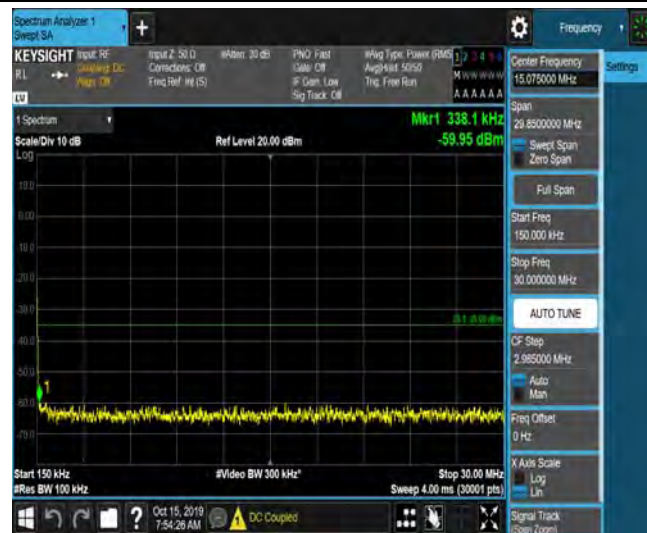 Spectrum Analyzer 1
Swept SA
+
Frequency
KEYSIGHT
RL
Input: RF
Coupling: DC
Align: Off
Input Z: 50 Ω
Corrections: Off
Freq Ref: Int (S)
#Atten: 30 dB
PNO: Fast
Gate: Off
IF Gain: Low
Sig Track: Off
#Avg Type: Power (RMS)
Avg|Hold: 50/50
Trig: Free Run
1 2 3 4 5 6
M W W W W W
A A A A A A
LV
1 Spectrum
Scale/Div 10 dB
Ref Level 20.00 dBm
Mkr1 338.1 kHz
-59.95 dBm
Log
10.0
0.00
-10.0
-20.0
-30.0
-40.0
-50.0
-60.0
-70.0
1
Start 150 kHz
#Video BW 300 kHz*
Stop 30.00 MHz
#Res BW 100 kHz
Sweep 4.00 ms (30001 pts)
Center Frequency
15.075000 MHz
Settings
Span
29.8500000 MHz
Swept Span
Zero Span
Full Span
Start Freq
150.000 kHz
Stop Freq
30.000000 MHz
AUTO TUNE
CF Step
2.985000 MHz
Auto
Man
Freq Offset
0 Hz
X Axis Scale
Log
Lin
Signal Track
(Span Zoom)
?
Oct 15, 2019
7:54:26 AM
DC Coupled